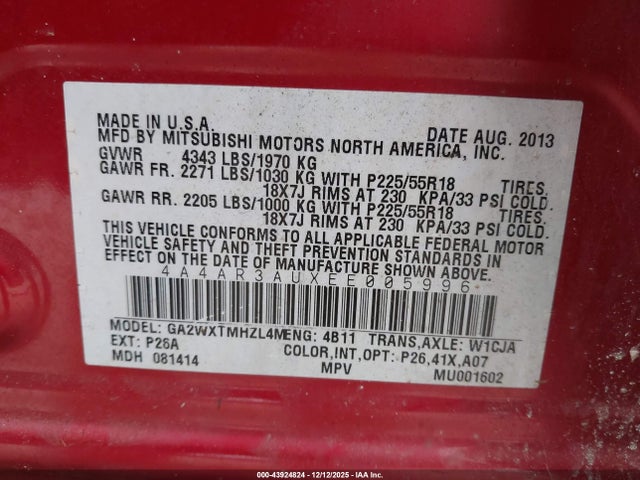 MADE IN U.S.A. DATE AUG. 2013
MFD BY MITSUBISHI MOTORS NORTH AMERICA, INC.
GVWR 4343 LBS/1970 KG
GAWR FR. 2271 LBS/1030 KG WITH P225/55R18 TIRES.
18X7J RIMS AT 230 KPA/33 PSI COLD.
GAWR RR. 2205 LBS/1000 KG WITH P225/55R18 TIRES.
18X7J RIMS AT 230 KPA/33 PSI COLD.
THIS VEHICLE CONFORMS TO ALL APPLICABLE FEDERAL MOTOR
VEHICLE SAFETY AND THEFT PREVENTION STANDARDS IN
EFFECT ON THE DATE OF MANUFACTURE SHOWN ABOVE.
4A4AR3AUXEE005996
MODEL: GA2WXTMHZL4M ENG: 4B11 TRANS,AXLE: W1CJA
EXT: P26A COLOR,INT,OPT: P26,41X,A07
MDH 081414 MPV MU001602
000-43924824 | 12/12/2025 - IAA Inc.